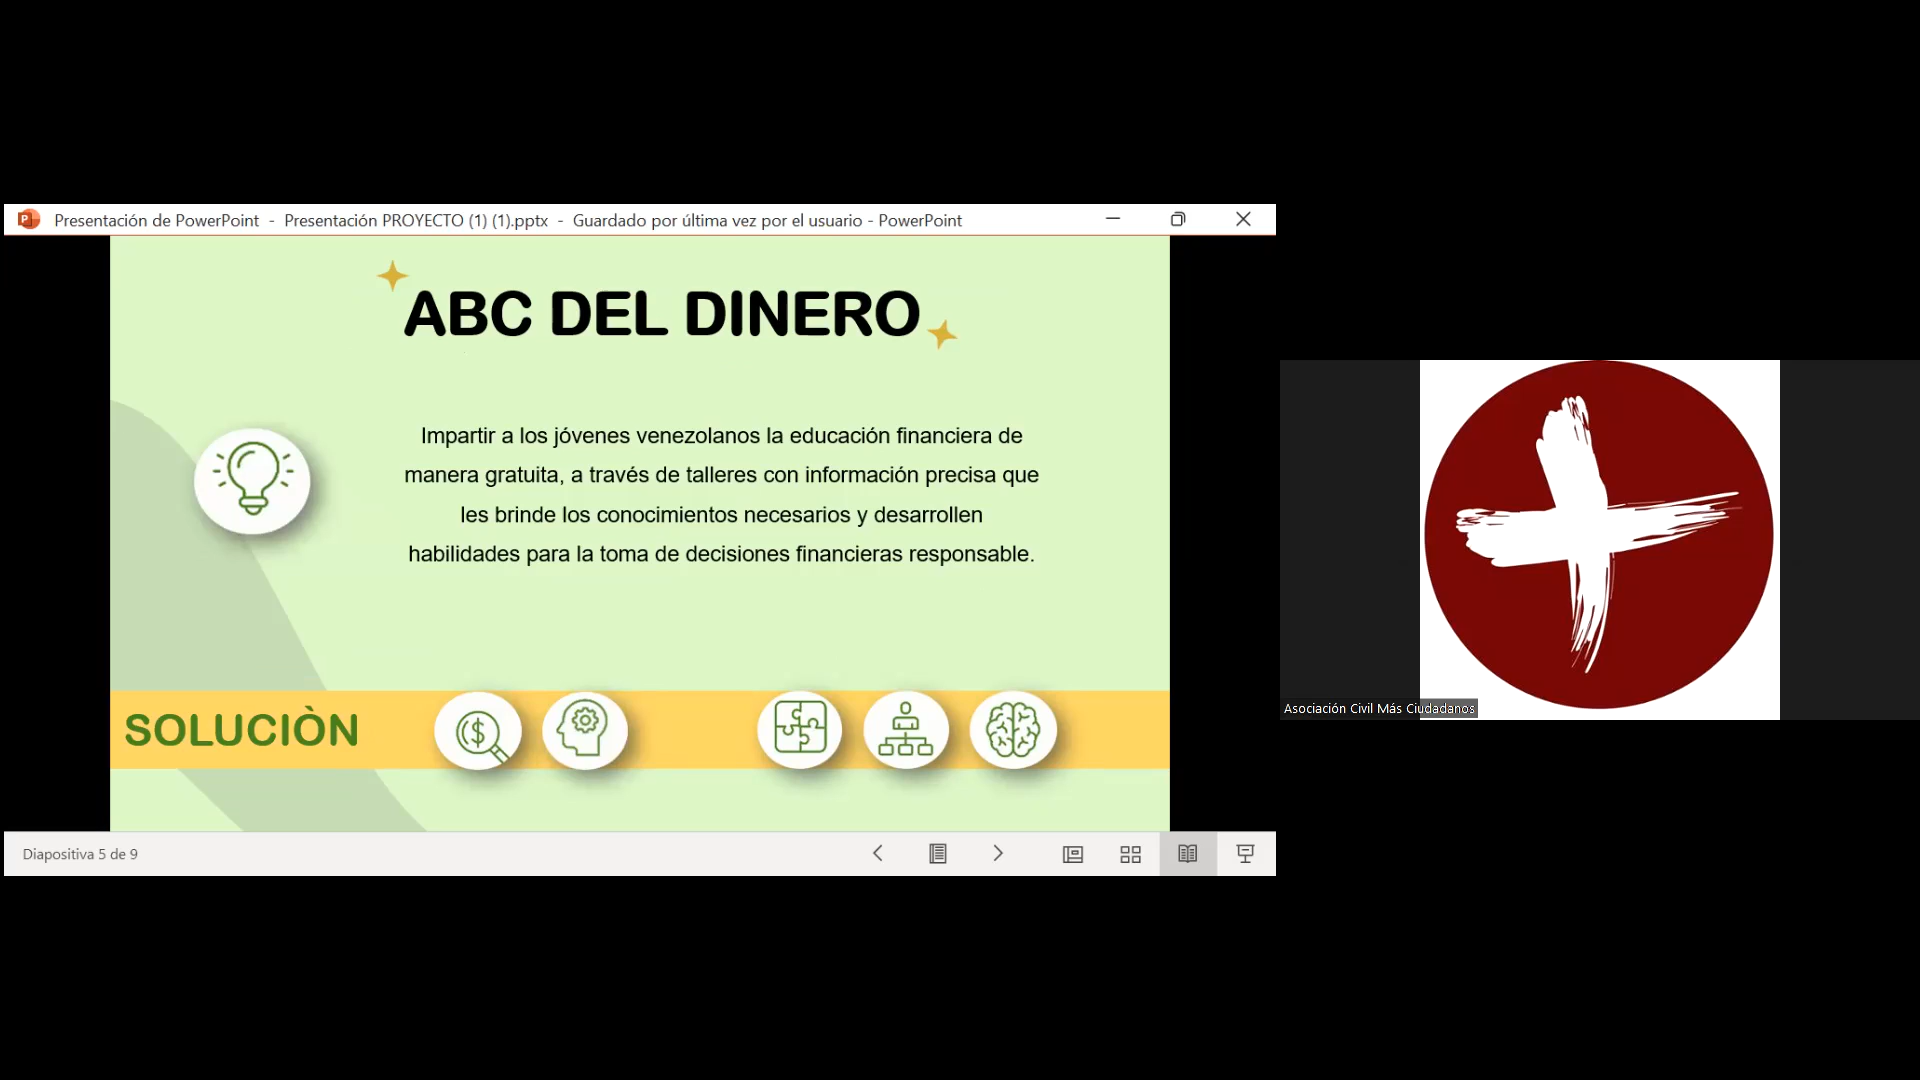 Presentación de PowerPoint - Presentación PROYECTO (1) (1).pptx - Guardado por última vez por el usuario - PowerPoint
ABC DEL DINERO
Impartir a los jóvenes venezolanos la educación financiera de
manera gratuita, a través de talleres con información precisa que
les brinde los conocimientos necesarios y desarrollen
habilidades para la toma de decisiones financieras responsable.
SOLUCIÒN
Diapositiva 5 de 9
Asociación Civil Más Ciudadanos